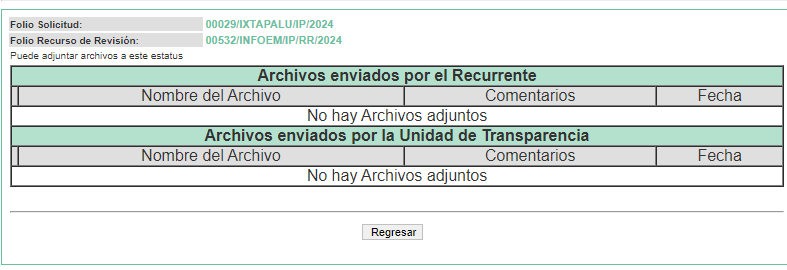 Folio Solicitud: 00029/IXTAPALU/IP/2024
Folio Recurso de Revisión: 00532/INFOEM/IP/RR/2024
Puede adjuntar archivos a este estatus
Archivos enviados por el Recurrente
Nombre del Archivo Comentarios Fecha
No hay Archivos adjuntos
Archivos enviados por la Unidad de Transparencia
Nombre del Archivo Comentarios Fecha
No hay Archivos adjuntos
Regresar